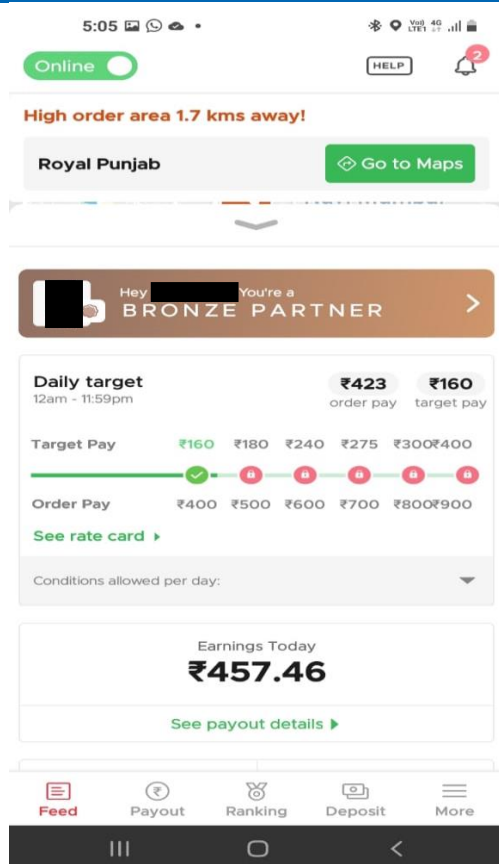 5:05
Vo)) 4G
LTE1
Online
HELP
2
High order area 1.7 kms away!
Royal Punjab
Go to Maps
Hey You're a
BRONZE PARTNER
Daily target ₹423 ₹160
12am - 11:59pm order pay target pay
Target Pay ₹160 ₹180 ₹240 ₹275 ₹300 ₹400
Order Pay ₹400 ₹500 ₹600 ₹700 ₹800 ₹900
See rate card
Conditions allowed per day:
Earnings Today
₹457.46
See payout details
Feed Payout Ranking Deposit More